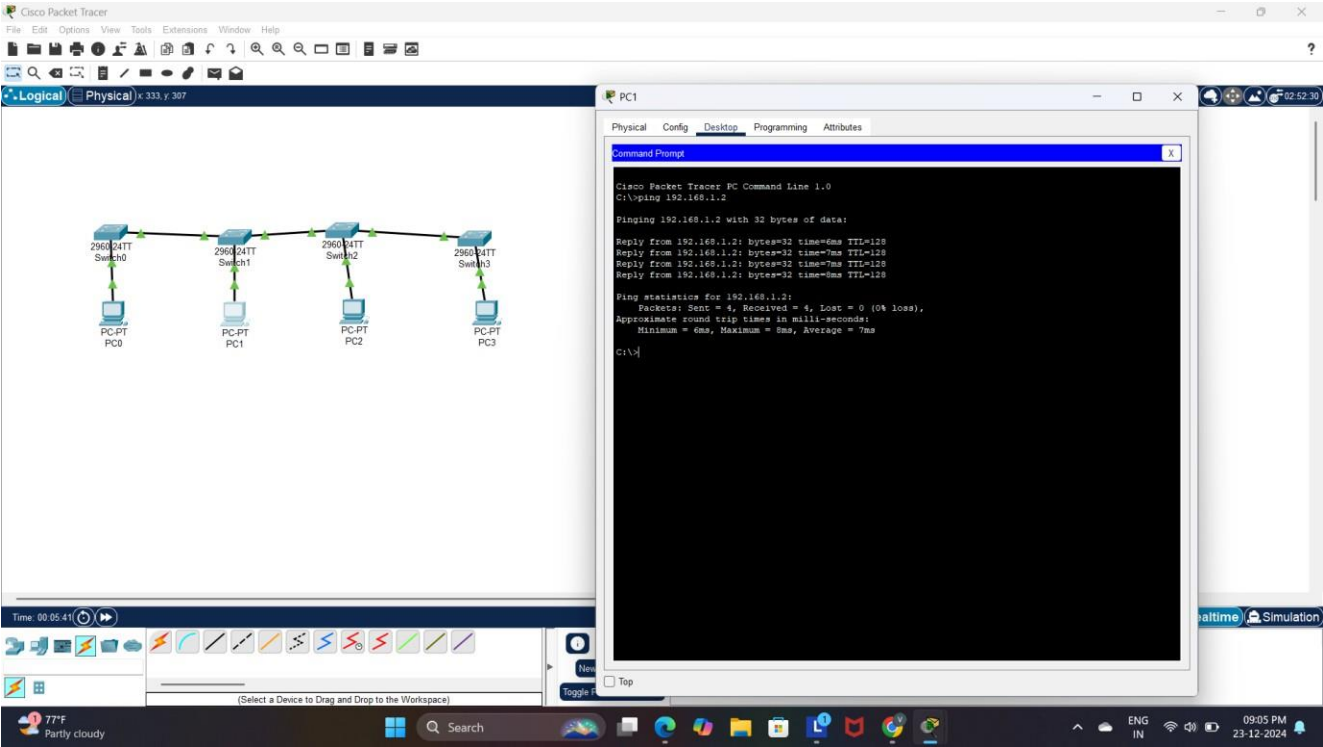 Cisco Packet Tracer
File Edit Options View Tools Extensions Window Help
?
Logical Physical x: 333, y: 307
02:52:30
2960-24TT
Switch0
2960-24TT
Switch1
2960-24TT
Switch2
2960-24TT
Switch3
PC-PT
PC0
PC-PT
PC1
PC-PT
PC2
PC-PT
PC3
PC1
Physical Config Desktop Programming Attributes
Command Prompt
X
Cisco Packet Tracer PC Command Line 1.0
C:\>ping 192.168.1.2
Pinging 192.168.1.2 with 32 bytes of data:
Reply from 192.168.1.2: bytes=32 time=6ms TTL=128
Reply from 192.168.1.2: bytes=32 time=7ms TTL=128
Reply from 192.168.1.2: bytes=32 time=7ms TTL=128
Reply from 192.168.1.2: bytes=32 time=8ms TTL=128
Ping statistics for 192.168.1.2:
Packets: Sent = 4, Received = 4, Lost = 0 (0% loss),
Approximate round trip times in milli-seconds:
Minimum = 6ms, Maximum = 8ms, Average = 7ms
C:\>
Top
Time: 00:05:41
ealtime Simulation
New
Toggle P
(Select a Device to Drag and Drop to the Workspace)
1
77°F
Partly cloudy
Search
ENG
IN
09:05 PM
23-12-2024